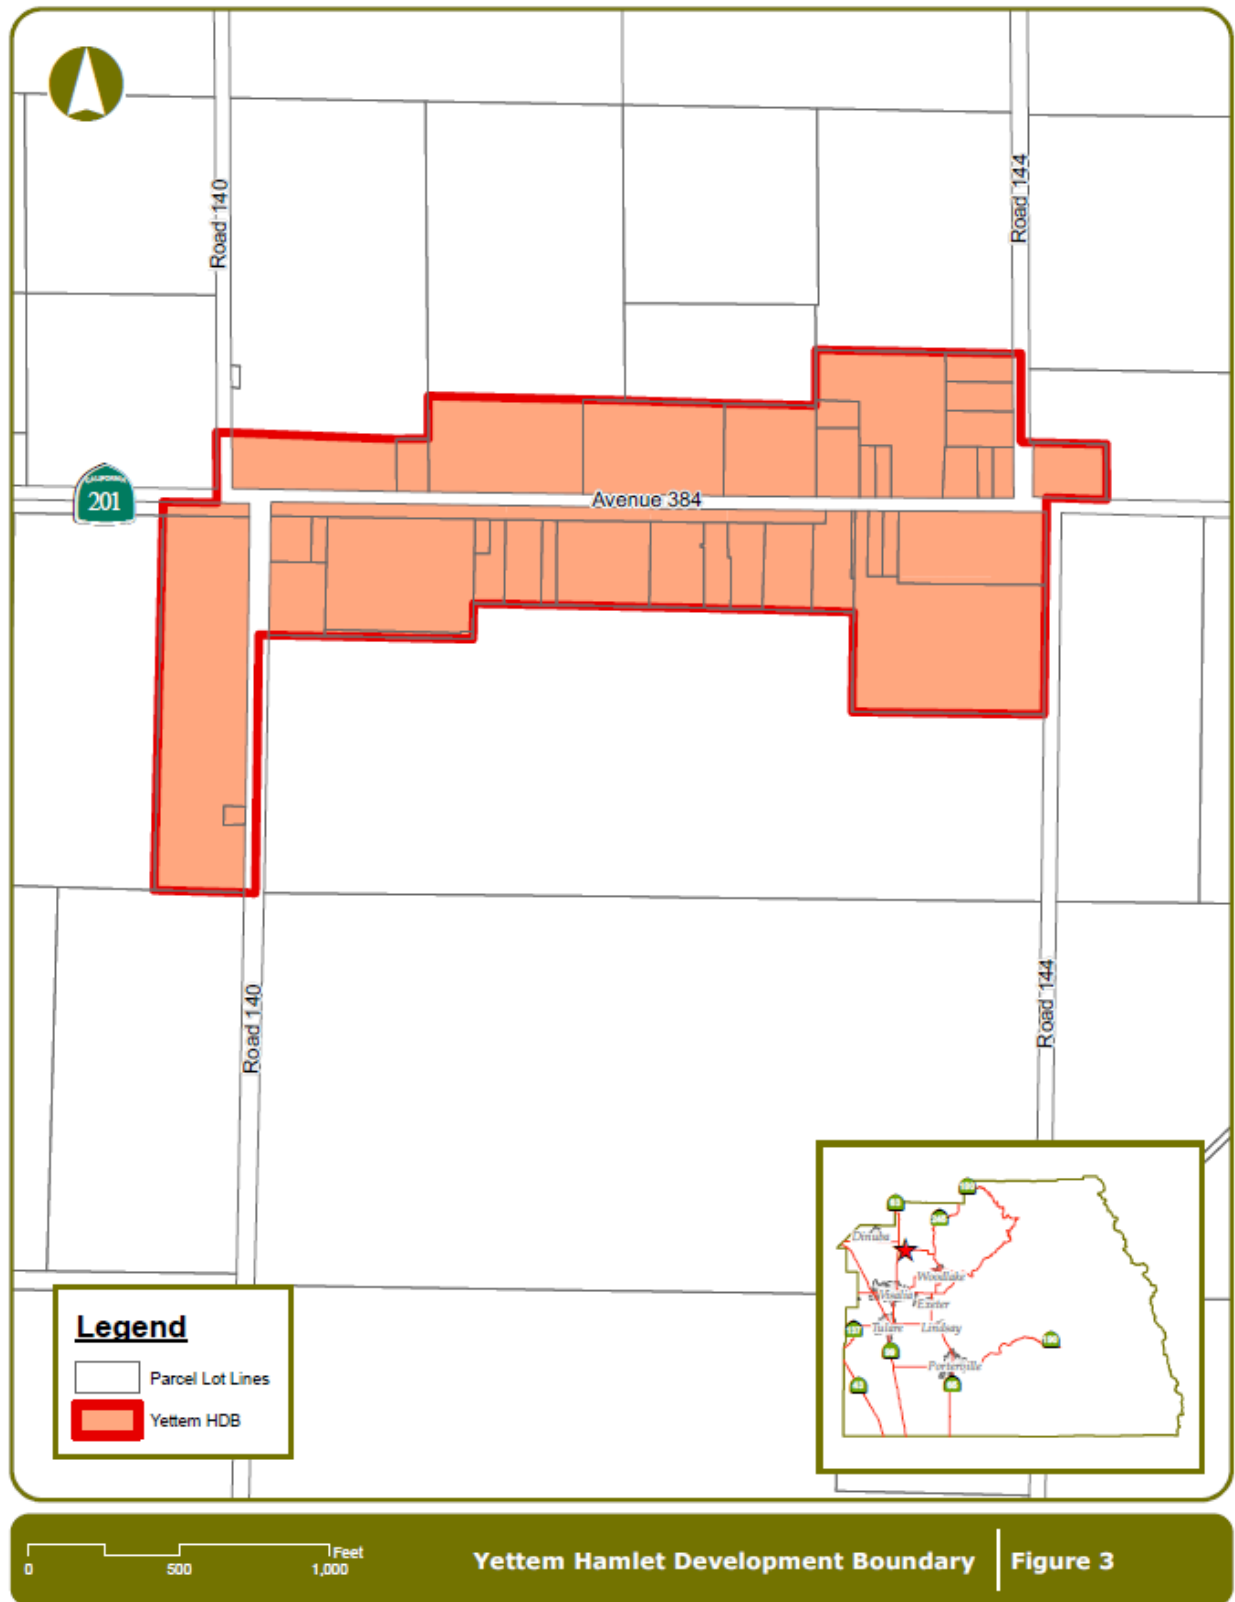 Road 140
Road 144
CALIFORNIA
201
Avenue 384
Road 140
Road 144
Dinuba
Woodlake
Visalia
Exeter
Tulare
Lindsay
Porterville
Legend
Parcel Lot Lines
Yettem HDB
Feet
0 500 1,000
Yettem Hamlet Development Boundary
Figure 3